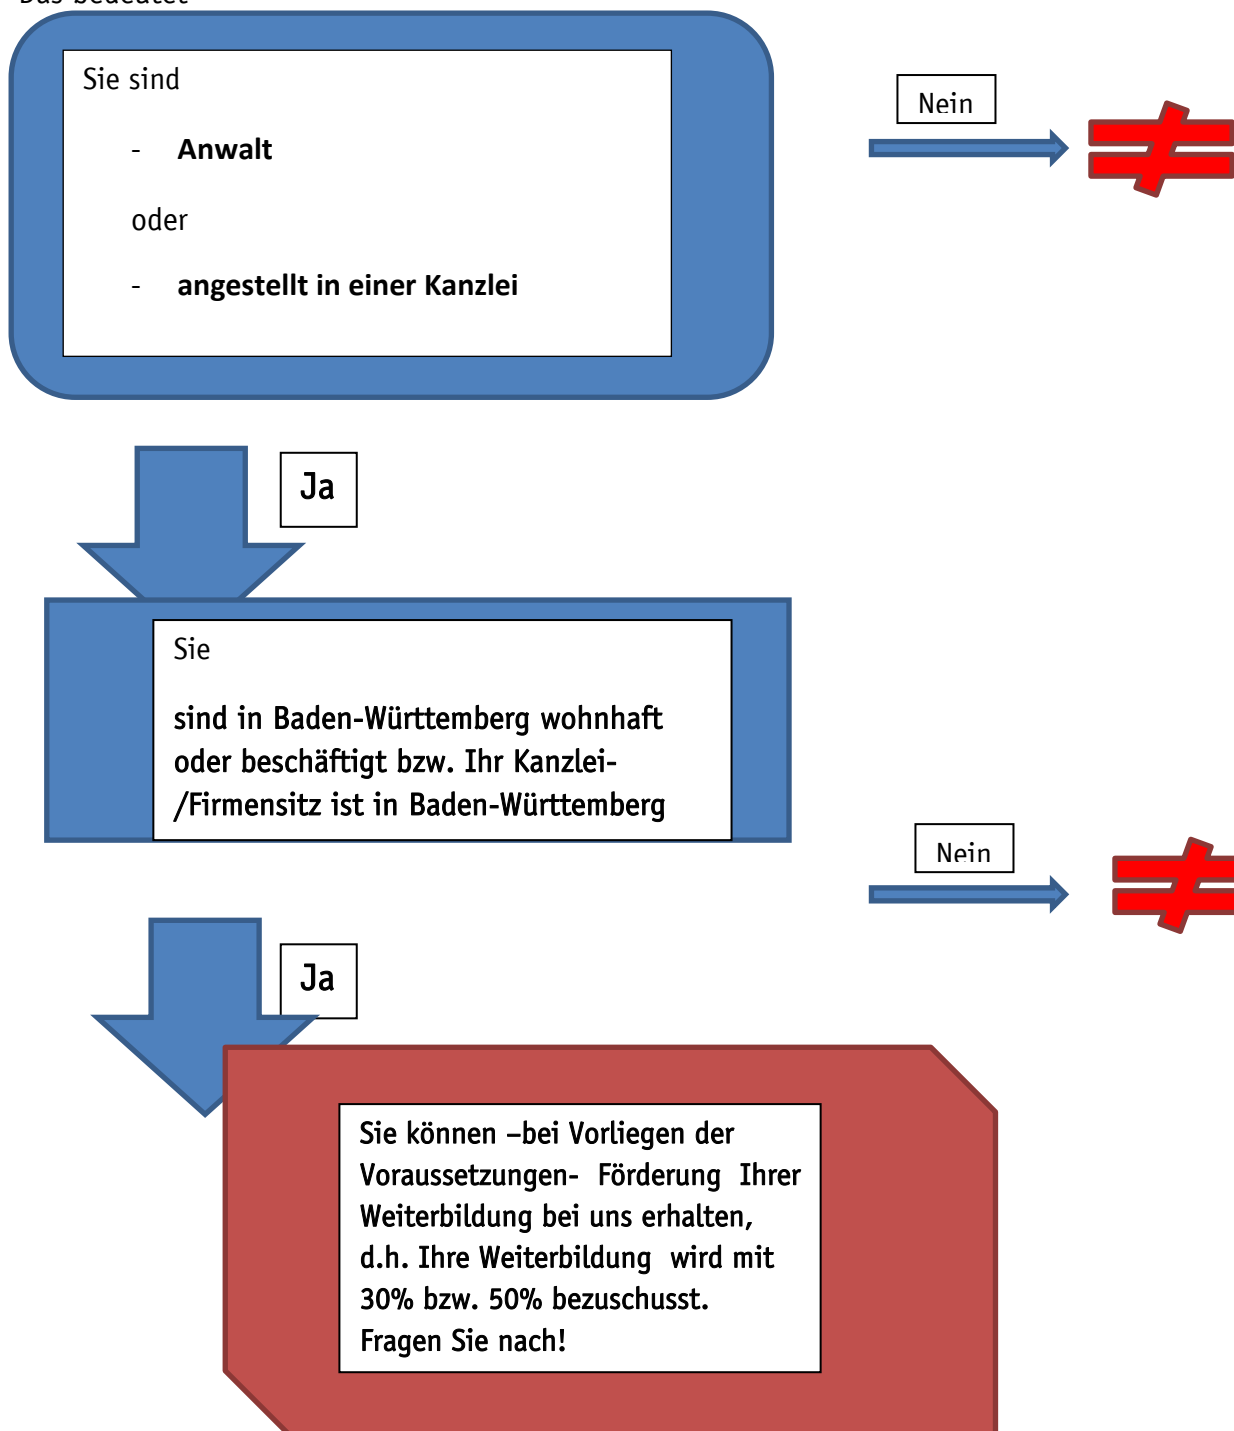 Das bedeutet
Sie sind
- Anwalt
oder
- angestellt in einer Kanzlei
Nein
Ja
Sie
sind in Baden-Württemberg wohnhaft
oder beschäftigt bzw. Ihr Kanzlei-
/Firmensitz ist in Baden-Württemberg
Nein
Ja
Sie können –bei Vorliegen der
Voraussetzungen- Förderung Ihrer
Weiterbildung bei uns erhalten,
d.h. Ihre Weiterbildung wird mit
30% bzw. 50% bezuschusst.
Fragen Sie nach!